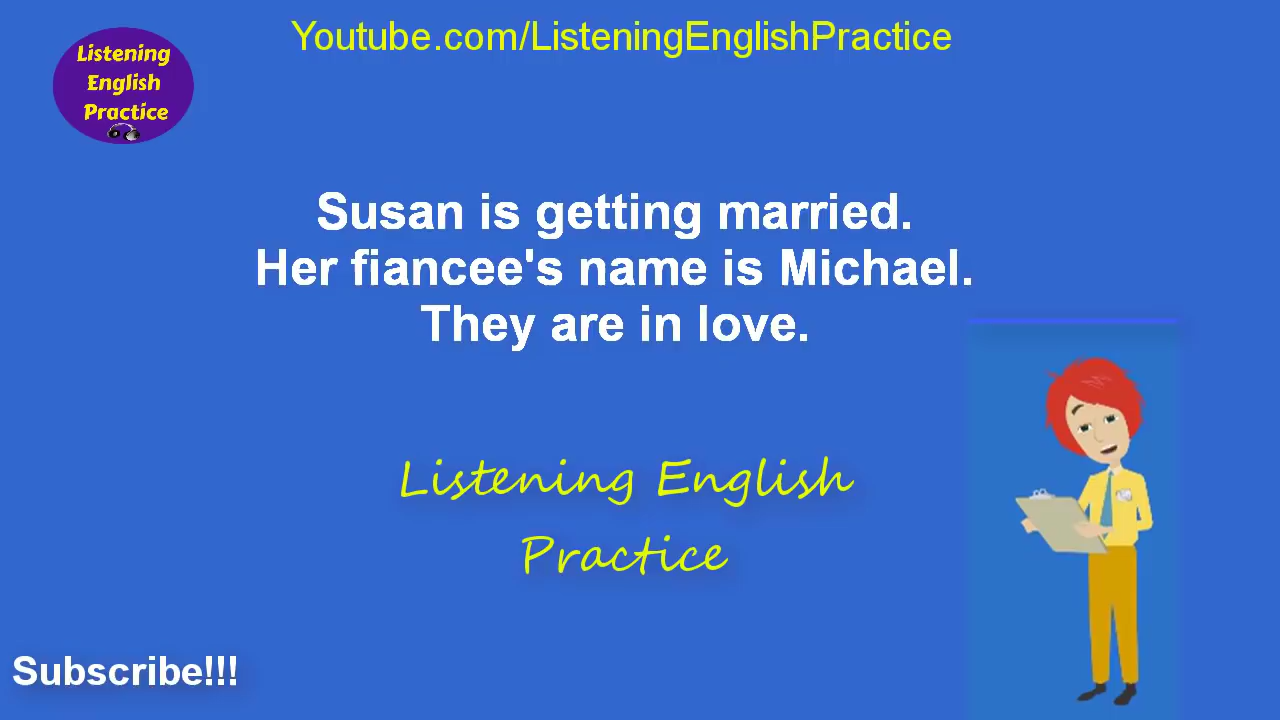 Youtube.com/ListeningEnglishPractice
Listening
English
Practice
Susan is getting married.
Her fiancee's name is Michael.
They are in love.
Listening English
Practice
Subscribe!!!